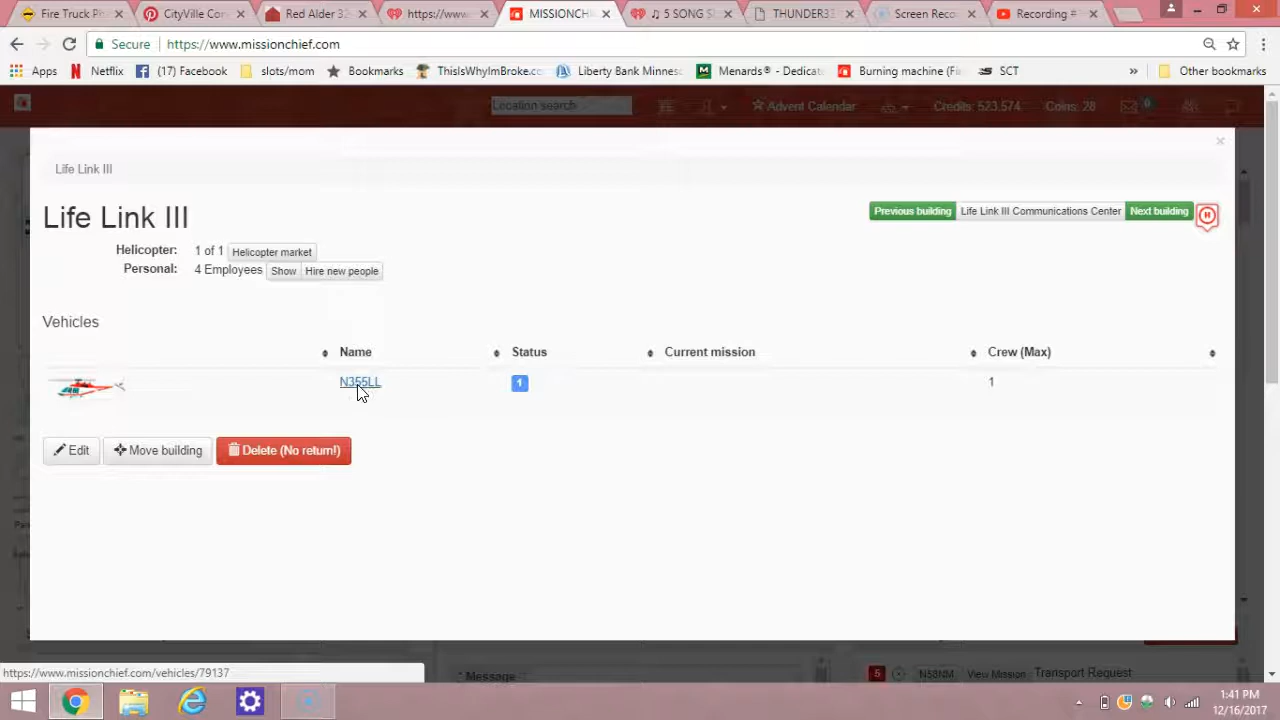 Fire Truck Pho
CityVille Con
Red Alder 3.
https://www.
MISSIONCH
♫ 5 SONG S
THUNDER33
Screen Reco
Recording #
Secure
https://www.missionchief.com
Apps
Netflix
(17) Facebook
slots/mom
Bookmarks
ThisIsWhyImBroke.co
Liberty Bank Minnes
Menards® - Dedicat
Burning machine (Fi
SCT
»
Other bookmarks
Location search
Advent Calendar
Credits: 523,574
Coins: 28
0
Life Link III
Life Link III
Previous building
Life Link III Communications Center
Next building
Helicopter: 1 of 1 Helicopter market
Personal: 4 Employees Show Hire new people
Vehicles
Name
Status
Current mission
Crew (Max)
N355LL
1
1
Edit
Move building
Delete (No return!)
https://www.missionchief.com/vehicles/79137
* Message
5
N58NM
View Mission
Transport Request
1:41 PM
12/16/2017